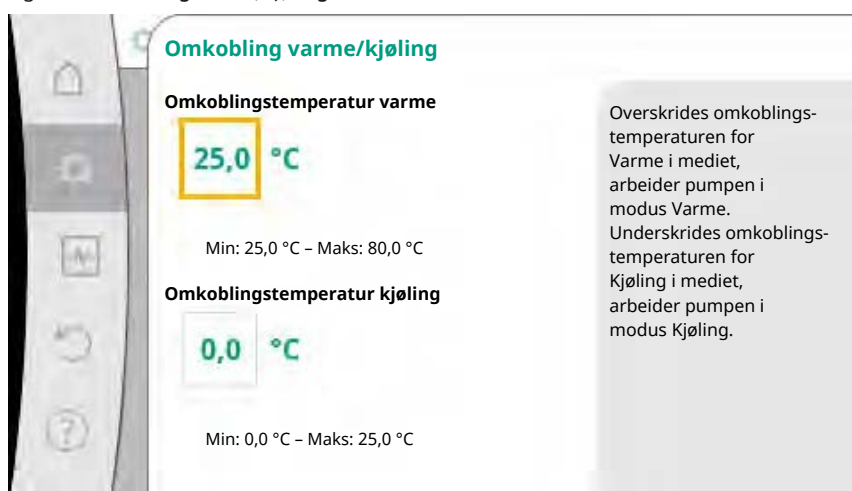 Omkobling varme/kjøling
Omkoblingstemperatur varme
25,0 °C
Min: 25,0 °C – Maks: 80,0 °C
Omkoblingstemperatur kjøling
0,0 °C
Min: 0,0 °C – Maks: 25,0 °C
Overskrides omkoblings-
temperaturen for
Varme i mediet,
arbeider pumpen i
modus Varme.
Underskrides omkoblings-
temperaturen for
Kjøling i mediet,
arbeider pumpen i
modus Kjøling.
?